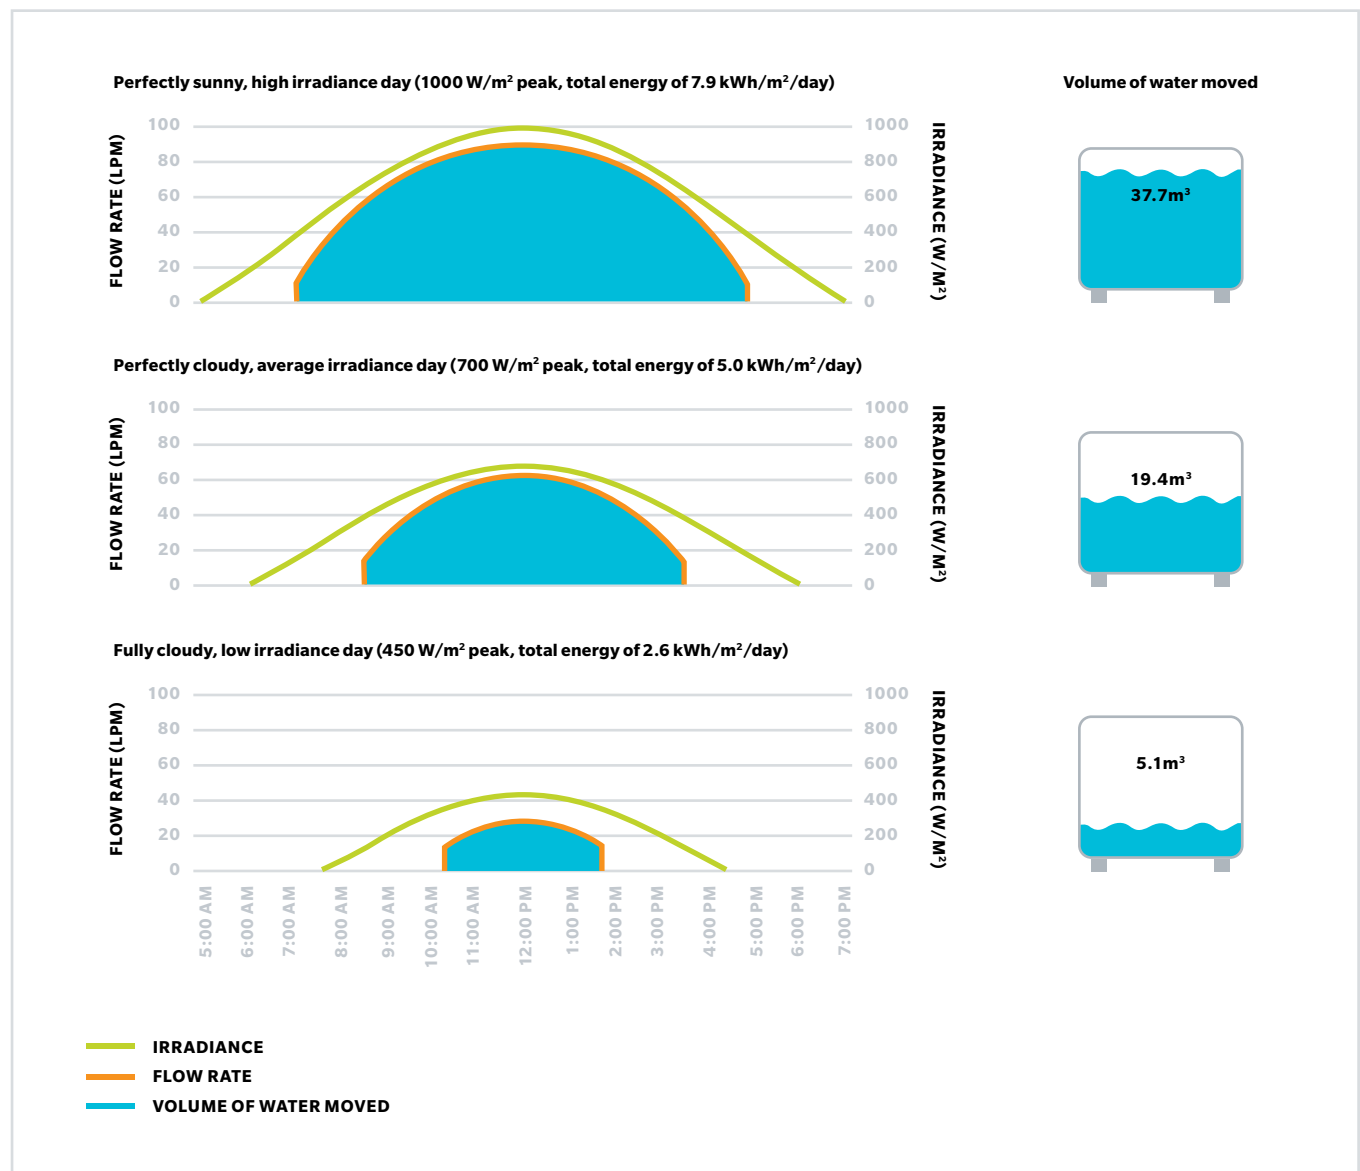 Perfectly sunny, high irradiance day (1000 W/m² peak, total energy of 7.9 kWh/m²/day)
Volume of water moved
FLOW RATE (LPM)
100
80
60
40
20
0
1000
800
600
400
200
0
IRRADIANCE (W/M²)
37.7m³
Perfectly cloudy, average irradiance day (700 W/m² peak, total energy of 5.0 kWh/m²/day)
FLOW RATE (LPM)
100
80
60
40
20
0
1000
800
600
400
200
0
IRRADIANCE (W/M²)
19.4m³
Fully cloudy, low irradiance day (450 W/m² peak, total energy of 2.6 kWh/m²/day)
FLOW RATE (LPM)
100
80
60
40
20
0
1000
800
600
400
200
0
IRRADIANCE (W/M²)
5.1m³
5:00 AM
6:00 AM
7:00 AM
8:00 AM
9:00 AM
10:00 AM
11:00 AM
12:00 PM
1:00 PM
2:00 PM
3:00 PM
4:00 PM
5:00 PM
6:00 PM
7:00 PM
IRRADIANCE
FLOW RATE
VOLUME OF WATER MOVED